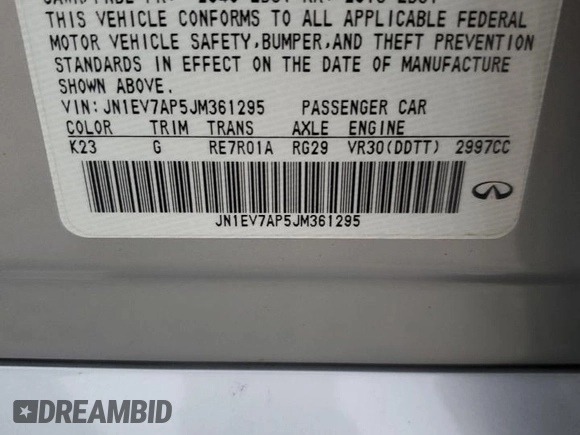 THIS VEHICLE CONFORMS TO ALL APPLICABLE FEDERAL
MOTOR VEHICLE SAFETY,BUMPER,AND THEFT PREVENTION
STANDARDS IN EFFECT ON THE DATE OF MANUFACTURE
SHOWN ABOVE.
VIN:JN1EV7AP5JM361295 PASSENGER CAR
COLOR TRIM TRANS AXLE ENGINE
K23 G RE7R01A RG29 VR30(DDTT) 2997CC
JN1EV7AP5JM361295
INFINITI
DREAMBID